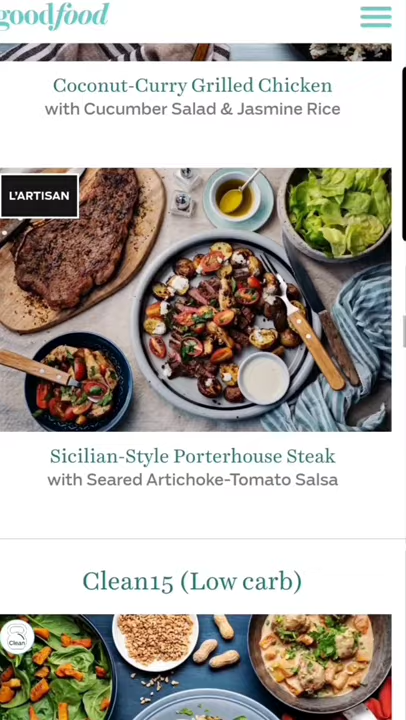 goodfood
Coconut-Curry Grilled Chicken
with Cucumber Salad & Jasmine Rice
L'ARTISAN
Sicilian-Style Porterhouse Steak
with Seared Artichoke-Tomato Salsa
Clean15 (Low carb)
Clean